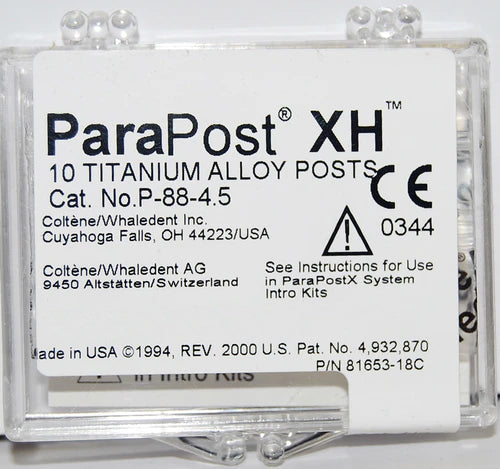 ParaPost® XH™
10 TITANIUM ALLOY POSTS
Cat. No.P-88-4.5
CE
Coltène/Whaledent Inc.
Cuyahoga Falls, OH 44223/USA
0344
Coltène/Whaledent AG
9450 Altstätten/Switzerland
See Instructions for Use
in ParaPostX System
Intro Kits
ade in USA ©1994, REV. 2000 U.S. Pat. No. 4,932,870
P/N 81653-18C
in Intro Kits